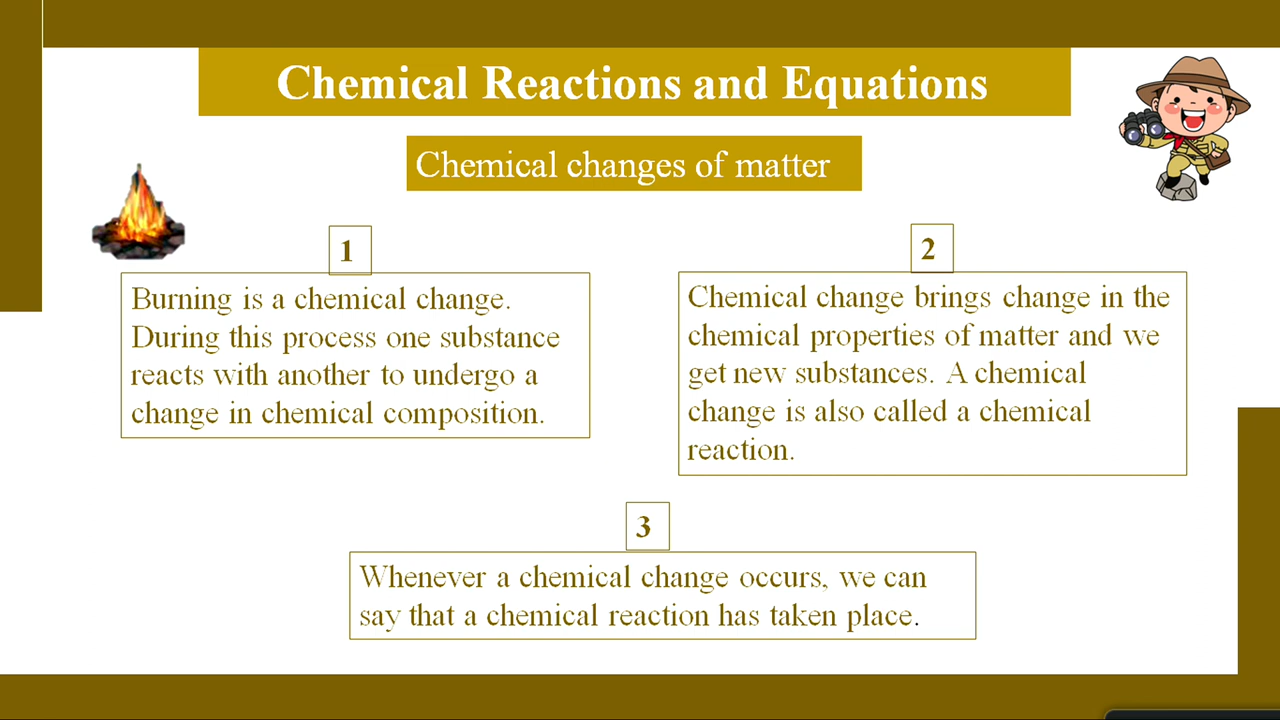 Chemical Reactions and Equations
Chemical changes of matter
1
Burning is a chemical change.
During this process one substance
reacts with another to undergo a
change in chemical composition.
2
Chemical change brings change in the
chemical properties of matter and we
get new substances. A chemical
change is also called a chemical
reaction.
3
Whenever a chemical change occurs, we can
say that a chemical reaction has taken place.